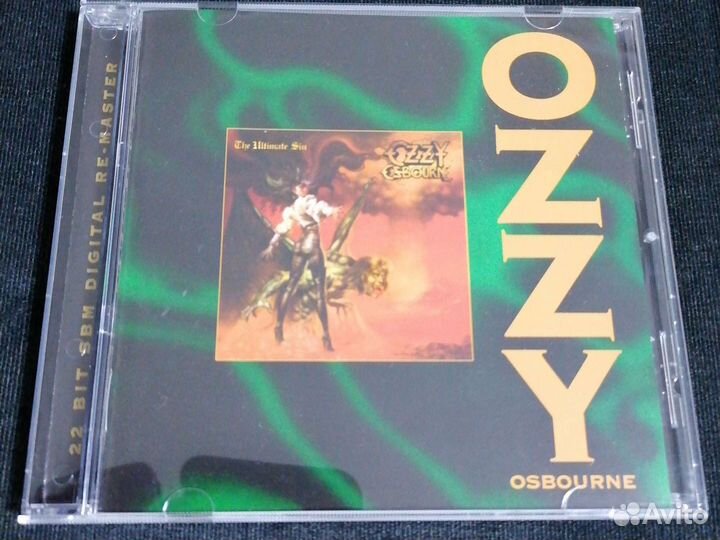 22 BIT SBM DIGITAL RE-MASTER
The Ultimate Sin
OZZY
OSBOURNE
OZZY
OSBOURNE
Avito